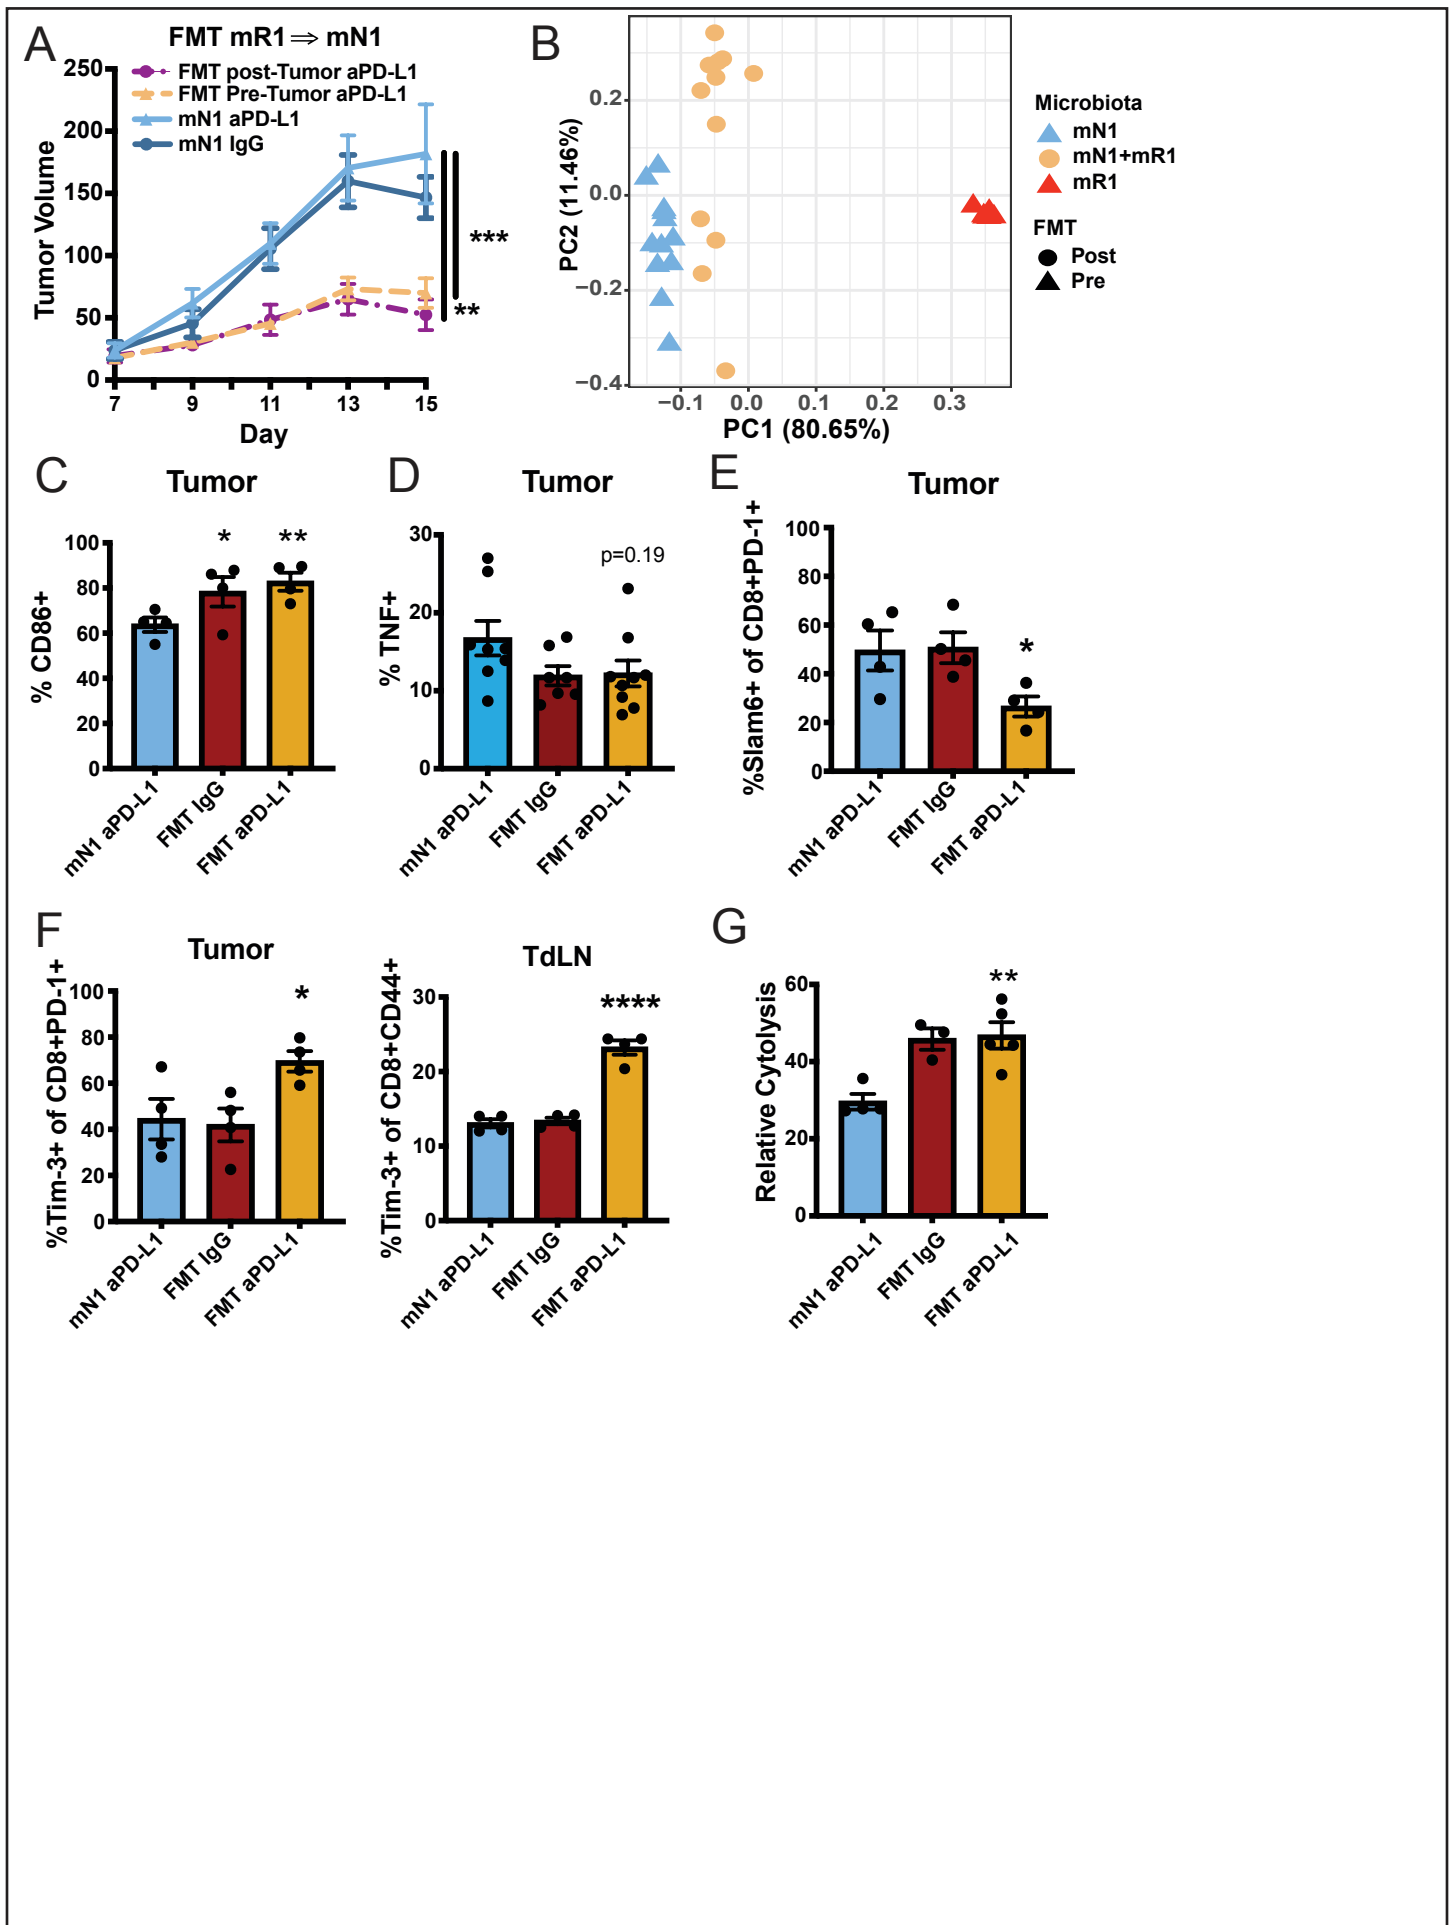 A
FMT mR1⇒ mN1
FMT post-Tumor aPD-L1
FMT Pre-Tumor aPD-L1
mN1 aPD-L1
mN1 IgG
Tumor Volume
250
200
150
100
50
0
7 9 11 13 15
Day
***
**
B
PC2 (11.46%)
0.2
0.0
−0.2
−0.4
−0.1 0.0 0.1 0.2 0.3
PC1 (80.65%)
Microbiota
mN1
mN1+mR1
mR1
FMT
Post
Pre
C
Tumor
% CD86+
100
80
60
40
20
0
* **
mN1 aPD-L1
FMT IgG
FMT aPD-L1
D
Tumor
% TNF+
30
20
10
0
p=0.19
mN1 aPD-L1
FMT IgG
FMT aPD-L1
E
Tumor
%Slam6+ of CD8+PD-1+
100
80
60
40
20
0
*
mN1 aPD-L1
FMT IgG
FMT aPD-L1
F
Tumor
%Tim-3+ of CD8+PD-1+
100
80
60
40
20
0
*
mN1 aPD-L1
FMT IgG
FMT aPD-L1
TdLN
%Tim-3+ of CD8+CD44+
30
20
10
0
****
mN1 aPD-L1
FMT IgG
FMT aPD-L1
G
Relative Cytolysis
60
40
20
0
**
mN1 aPD-L1
FMT IgG
FMT aPD-L1